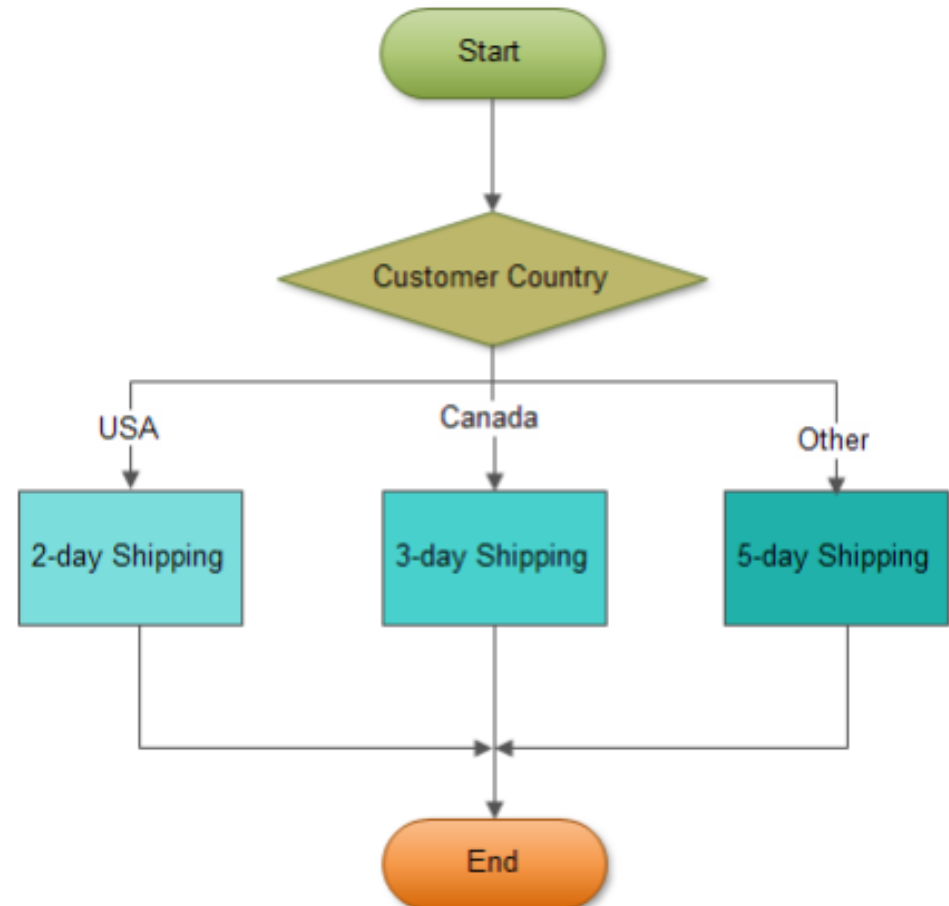 Start
Customer Country
USA
Canada
Other
2-day Shipping
3-day Shipping
5-day Shipping
End